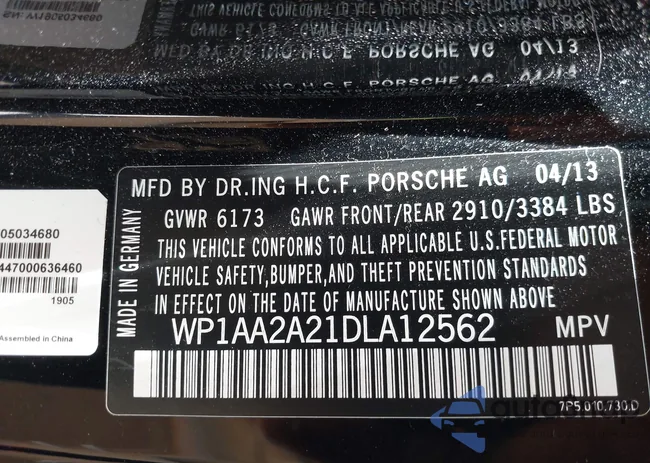 MFD BY DR.ING H.C.F. PORSCHE AG 04/13
GVWR 6173 GAWR FRONT/REAR 2910/3384 LBS
THIS VEHICLE CONFORMS TO ALL APPLICABLE U.S.FEDERAL MOTOR
VEHICLE SAFETY,BUMPER,AND THEFT PREVENTION STANDARDS
IN EFFECT ON THE DATE OF MANUFACTURE SHOWN ABOVE
WP1AA2A21DLA12562 MPV
7P5.010.730.D
MADE IN GERMANY
05034680
447000636460
1905
Assembled in China
MFD BY DR ING H.C.F PORSCHE AG 04/13